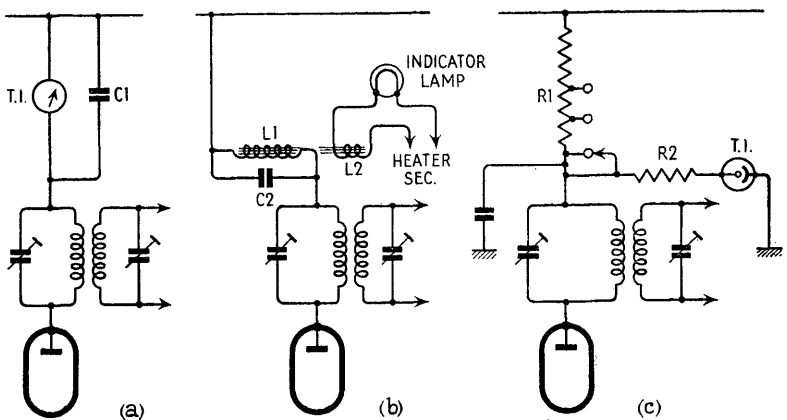 T.I.
C1
(a)
L1
C2
L2
INDICATOR
LAMP
HEATER
SEC.
(b)
R1
R2
T.I.
(c)